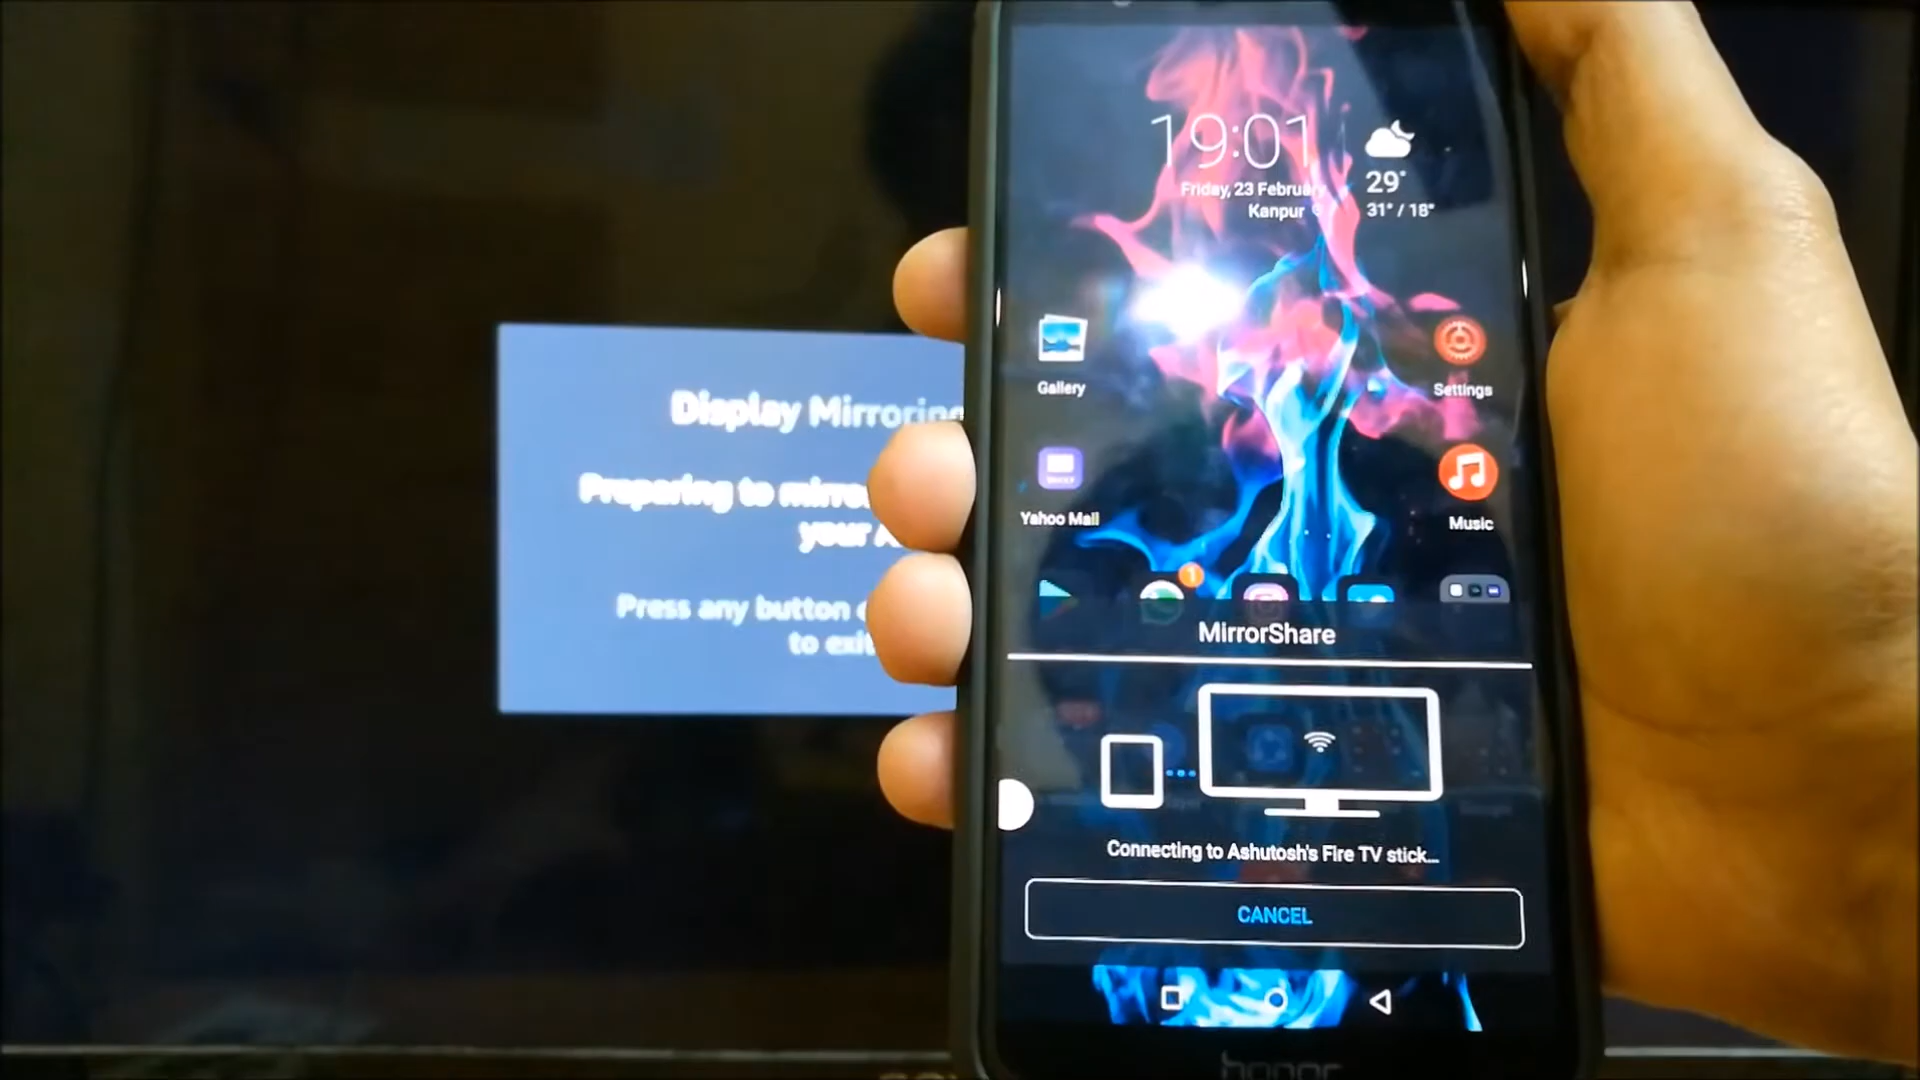 Display Mirroring
Preparing to
your
Press any button
to exit
19:01
Friday, 23 February
Kanpur
29°
31° / 18°
Gallery
Settings
Yahoo Mail
Music
1
MirrorShare
Connecting to Ashutosh's Fire TV stick...
CANCEL
honor